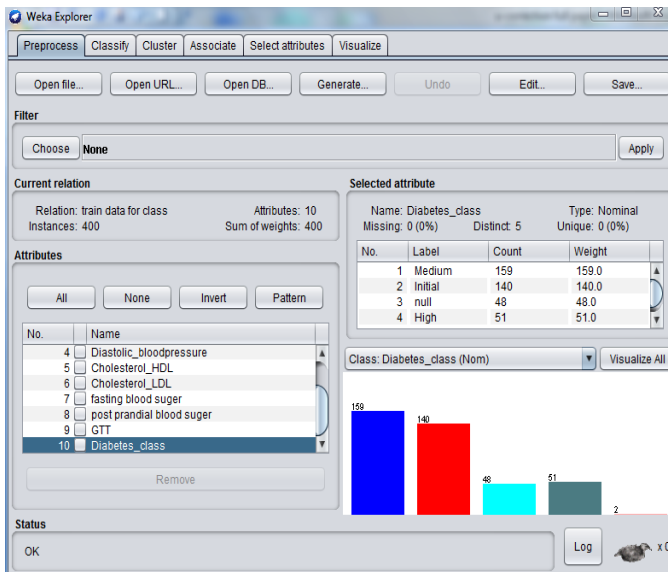 Weka Explorer
Preprocess Classify Cluster Associate Select attributes Visualize
Open file... Open URL... Open DB... Generate... Undo Edit... Save...
Filter
Choose None Apply
Current relation
Relation: train data for class Attributes: 10
Instances: 400 Sum of weights: 400
Attributes
All None Invert Pattern
No. Name
4 Diastolic_bloodpressure
5 Cholesterol_HDL
6 Cholesterol_LDL
7 fasting blood suger
8 post prandial blood suger
9 GTT
10 Diabetes_class
Remove
Selected attribute
Name: Diabetes_class Type: Nominal
Missing: 0 (0%) Distinct: 5 Unique: 0 (0%)
No. Label Count Weight
1 Medium 159 159.0
2 Initial 140 140.0
3 null 48 48.0
4 High 51 51.0
Class: Diabetes_class (Nom) Visualize All
159
140
48
51
2
Status
OK
Log
x 0